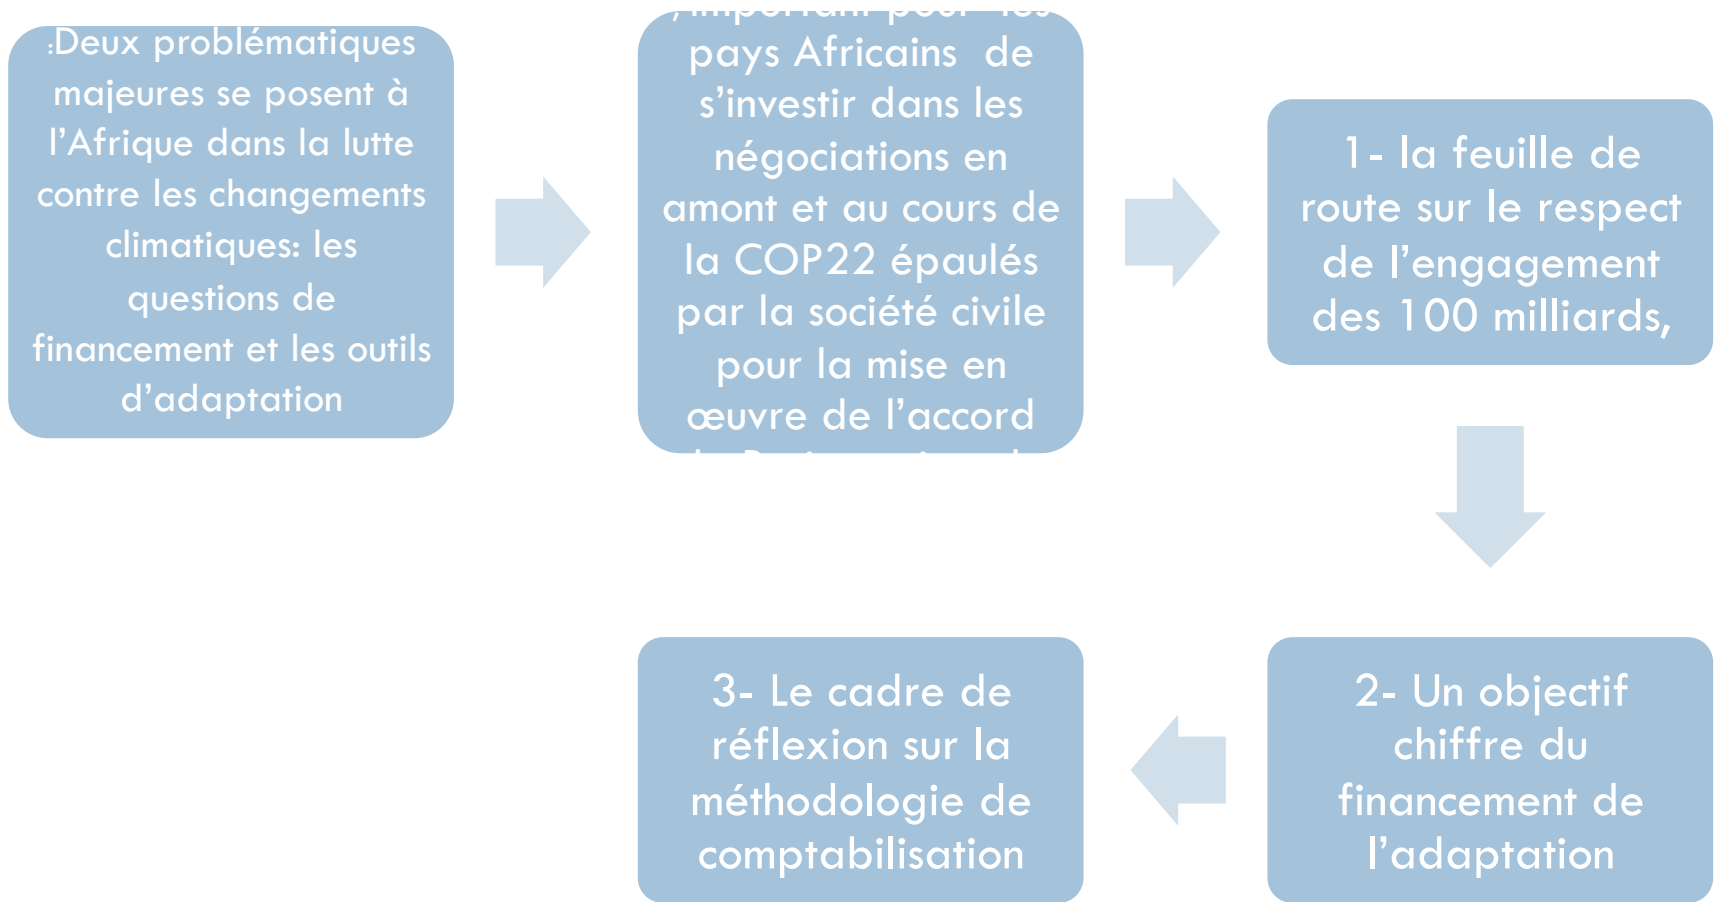 :Deux problématiques
majeures se posent à
l’Afrique dans la lutte
contre les changements
climatiques: les
questions de
financement et les outils
d’adaptation
important pour les
pays Africains de
s’investir dans les
négociations en
amont et au cours de
la COP22 épaulés
par la société civile
pour la mise en
œuvre de l’accord
1- la feuille de
route sur le respect
de l’engagement
des 100 milliards,
2- Un objectif
chiffre du
financement de
l’adaptation
3- Le cadre de
réflexion sur la
méthodologie de
comptabilisation